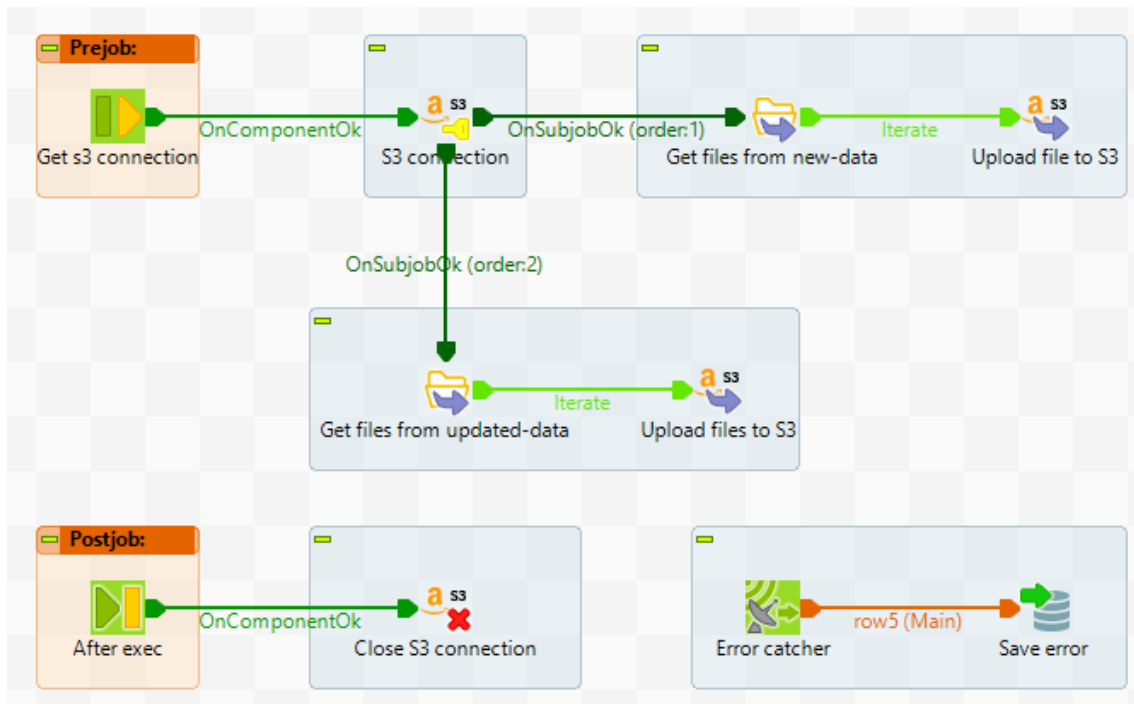 Prejob:
a S3
OnComponentOk
OnSubjobOk (order:1)
a S3
Iterate
Get s3 connection
S3 connection
Get files from new-data
Upload file to S3
OnSubjobOk (order:2)
a S3
Iterate
Get files from updated-data
Upload files to S3
Postjob:
a S3
OnComponentOk
row5 (Main)
After exec
Close S3 connection
Error catcher
Save error